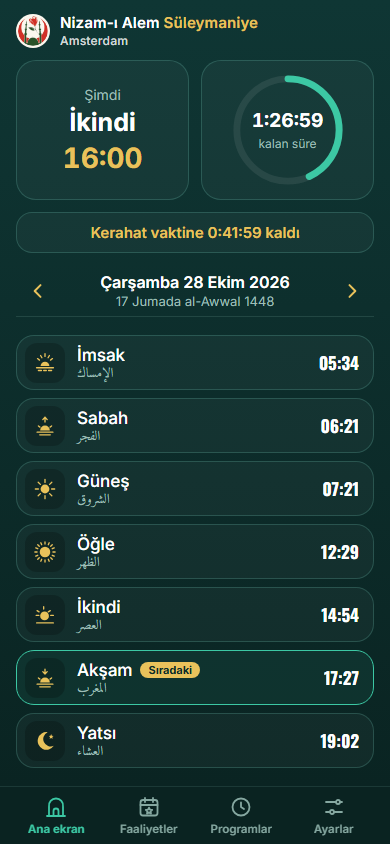 Nizam-ı Alem Süleymaniye
Amsterdam
Şimdi
İkindi
16:00
1:26:59
kalan süre
Kerahat vaktine 0:41:59 kaldı
Çarşamba 28 Ekim 2026
17 Jumada al-Awwal 1448
İmsak
الإمساك
05:34
Sabah
الفجر
06:21
Güneş
الشروق
07:21
Öğle
الظهر
12:29
İkindi
العصر
14:54
Akşam Sıradaki
المغرب
17:27
Yatsı
العشاء
19:02
Ana ekran
Faaliyetler
Programlar
Ayarlar